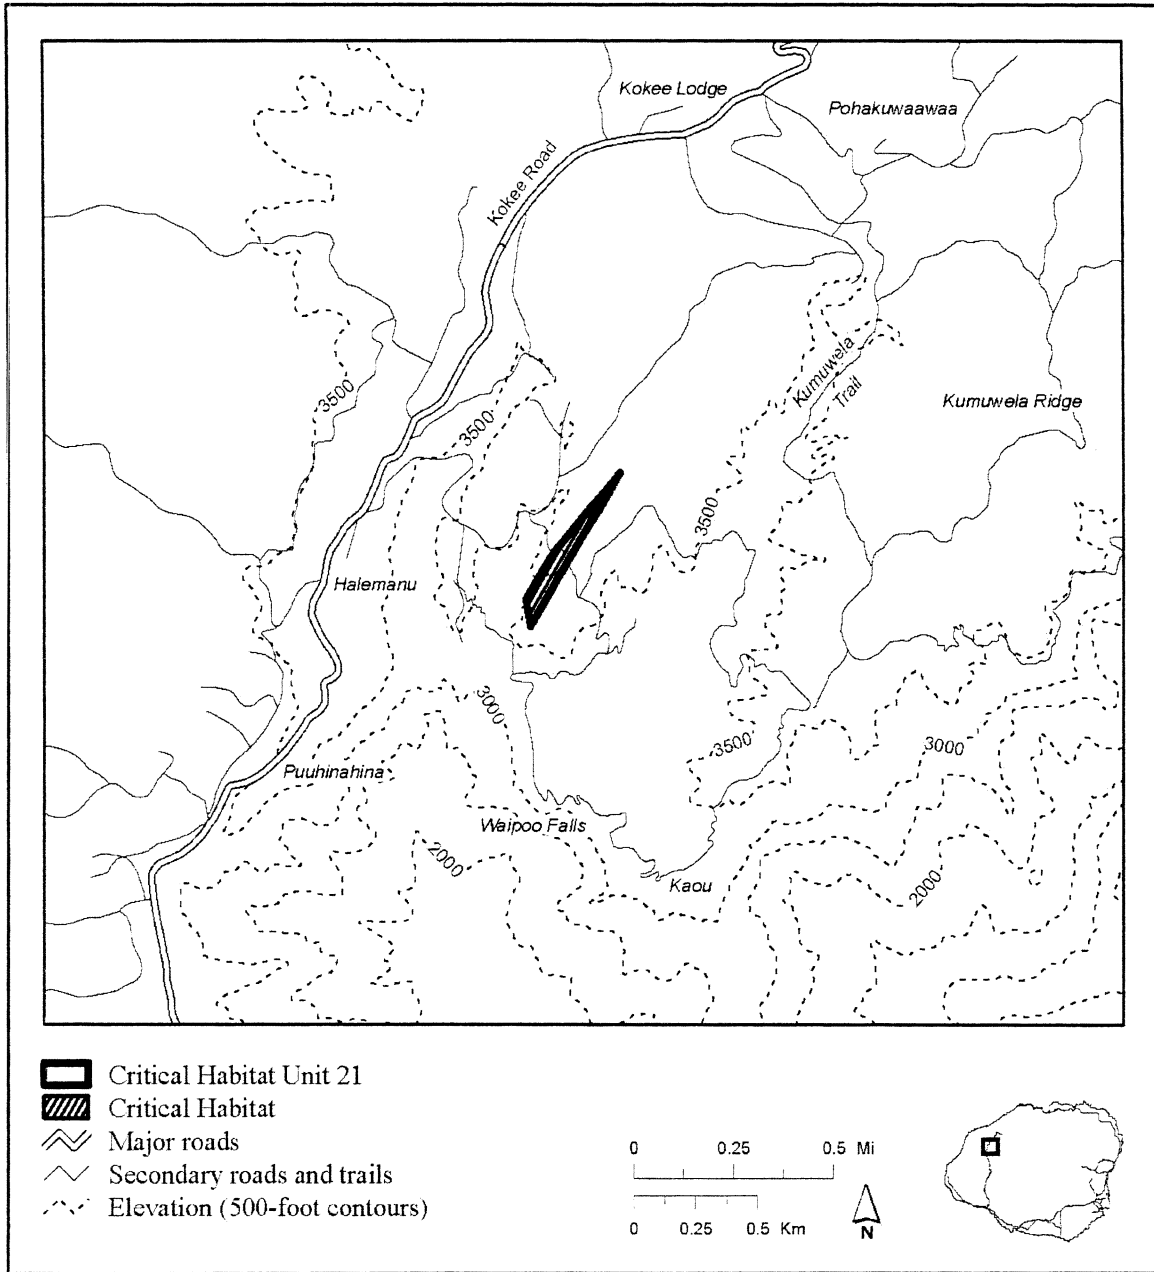 Kokee Lodge
Pohakuwaawaa
Kokee Road
3500
Kumuwela
Trail
Kumuwela Ridge
3500
3500
Halemanu
3000
3500
3000
Puuhinahina
Waipoo Falls
2000
Kaou
2000
Critical Habitat Unit 21
Critical Habitat
Major roads
Secondary roads and trails
Elevation (500-foot contours)
0 0.25 0.5 Mi
0 0.25 0.5 Km
N